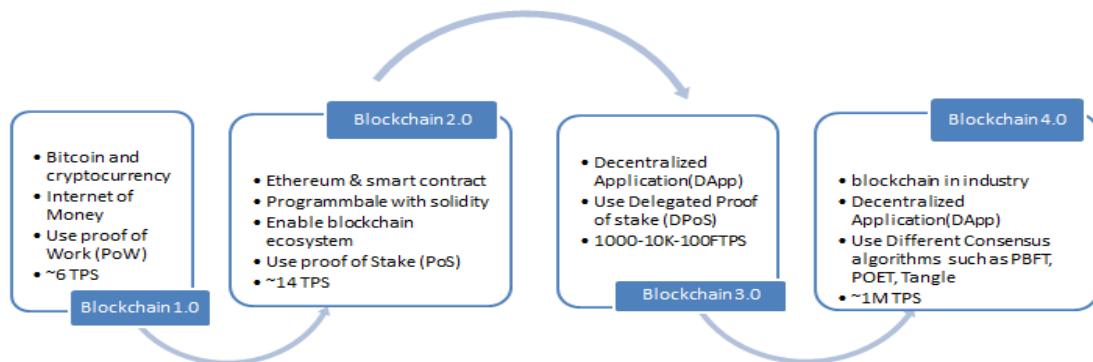 • Bitcoin and
cryptocurrency
• Internet of
Money
• Use proof of
Work (PoW)
• ~6 TPS
Blockchain 1.0
Blockchain 2.0
• Ethereum & smart contract
• Programmbale with solidity
• Enable blockchain
ecosystem
• Use proof of Stake (PoS)
• ~14 TPS
• Decentralized
Application(DApp)
• Use Delegated Proof
of stake (DPoS)
• 1000-10K-100FTPS
Blockchain 3.0
Blockchain 4.0
• blockchain in industry
• Decentralized
Application(DApp)
• Use Different Consensus
algorithms such as PBFT,
POET, Tangle
• ~1M TPS